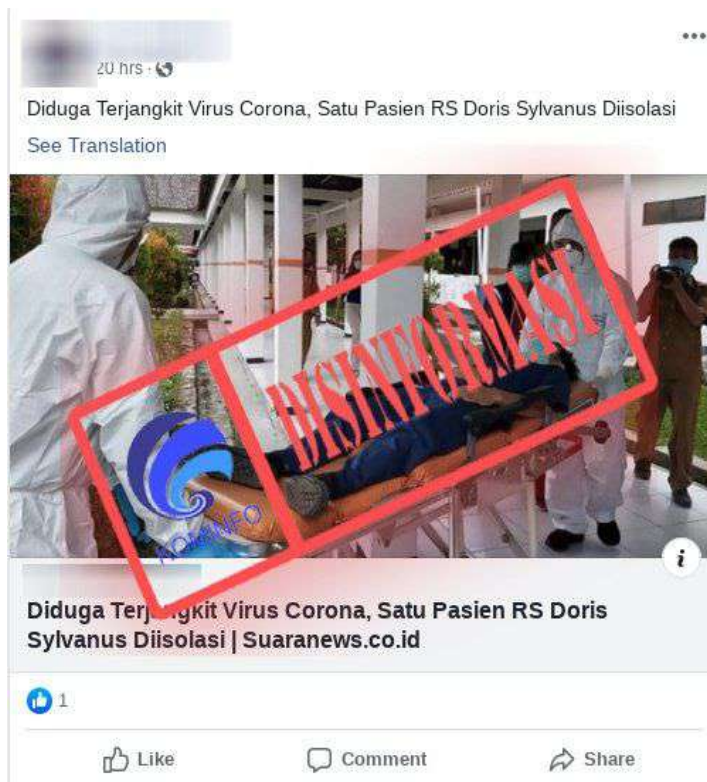 20 hrs ·
Diduga Terjangkit Virus Corona, Satu Pasien RS Doris Sylvanus Diisolasi
See Translation
DISINFORMASI
KOMINFO
i
Diduga Terjangkit Virus Corona, Satu Pasien RS Doris
Sylvanus Diisolasi | Suaranews.co.id
1
Like Comment Share